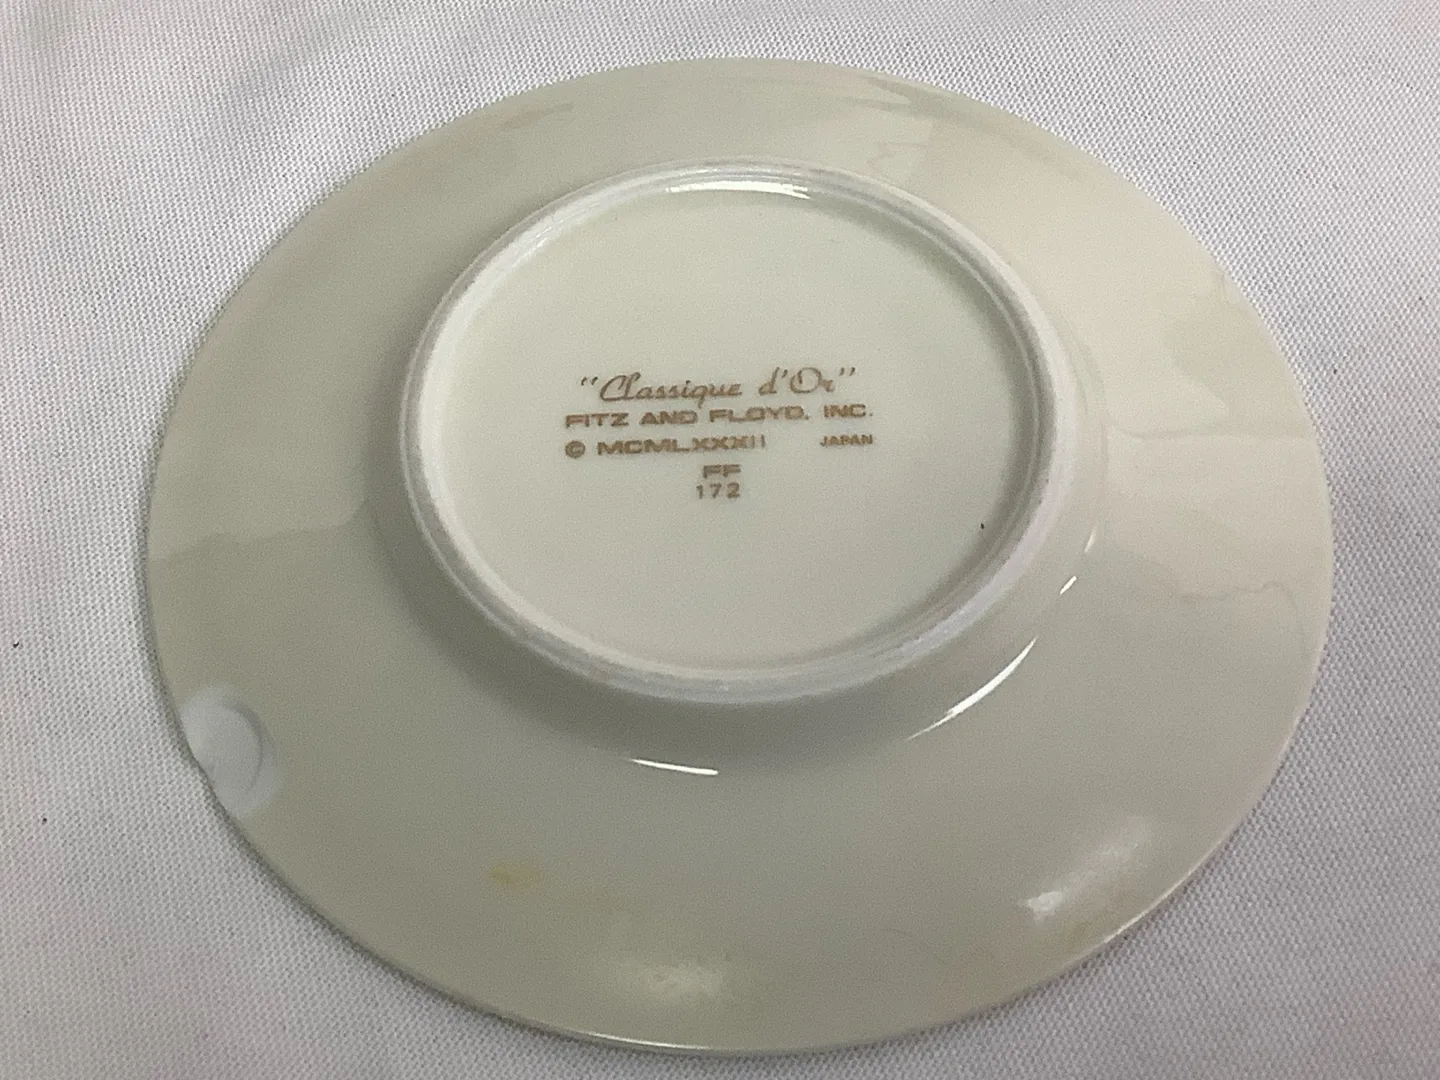 "Classique d'Or"
FITZ AND FLOYD, INC.
© MCMLXXXII JAPAN
FF
172